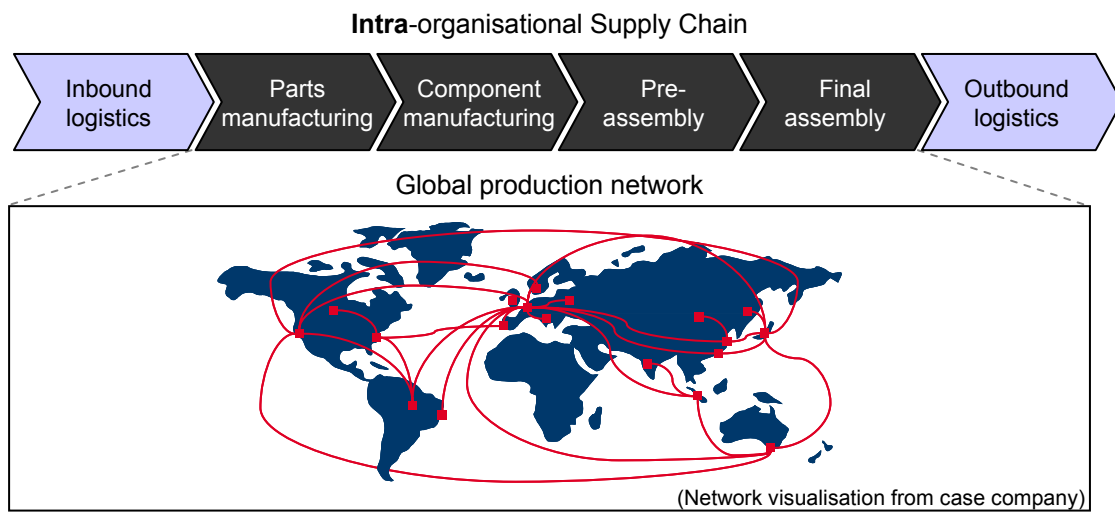 Intra-organisational Supply Chain
Inbound
logistics
Parts
manufacturing
Component
manufacturing
Pre-
assembly
Final
assembly
Outbound
logistics
Global production network
(Network visualisation from case company)